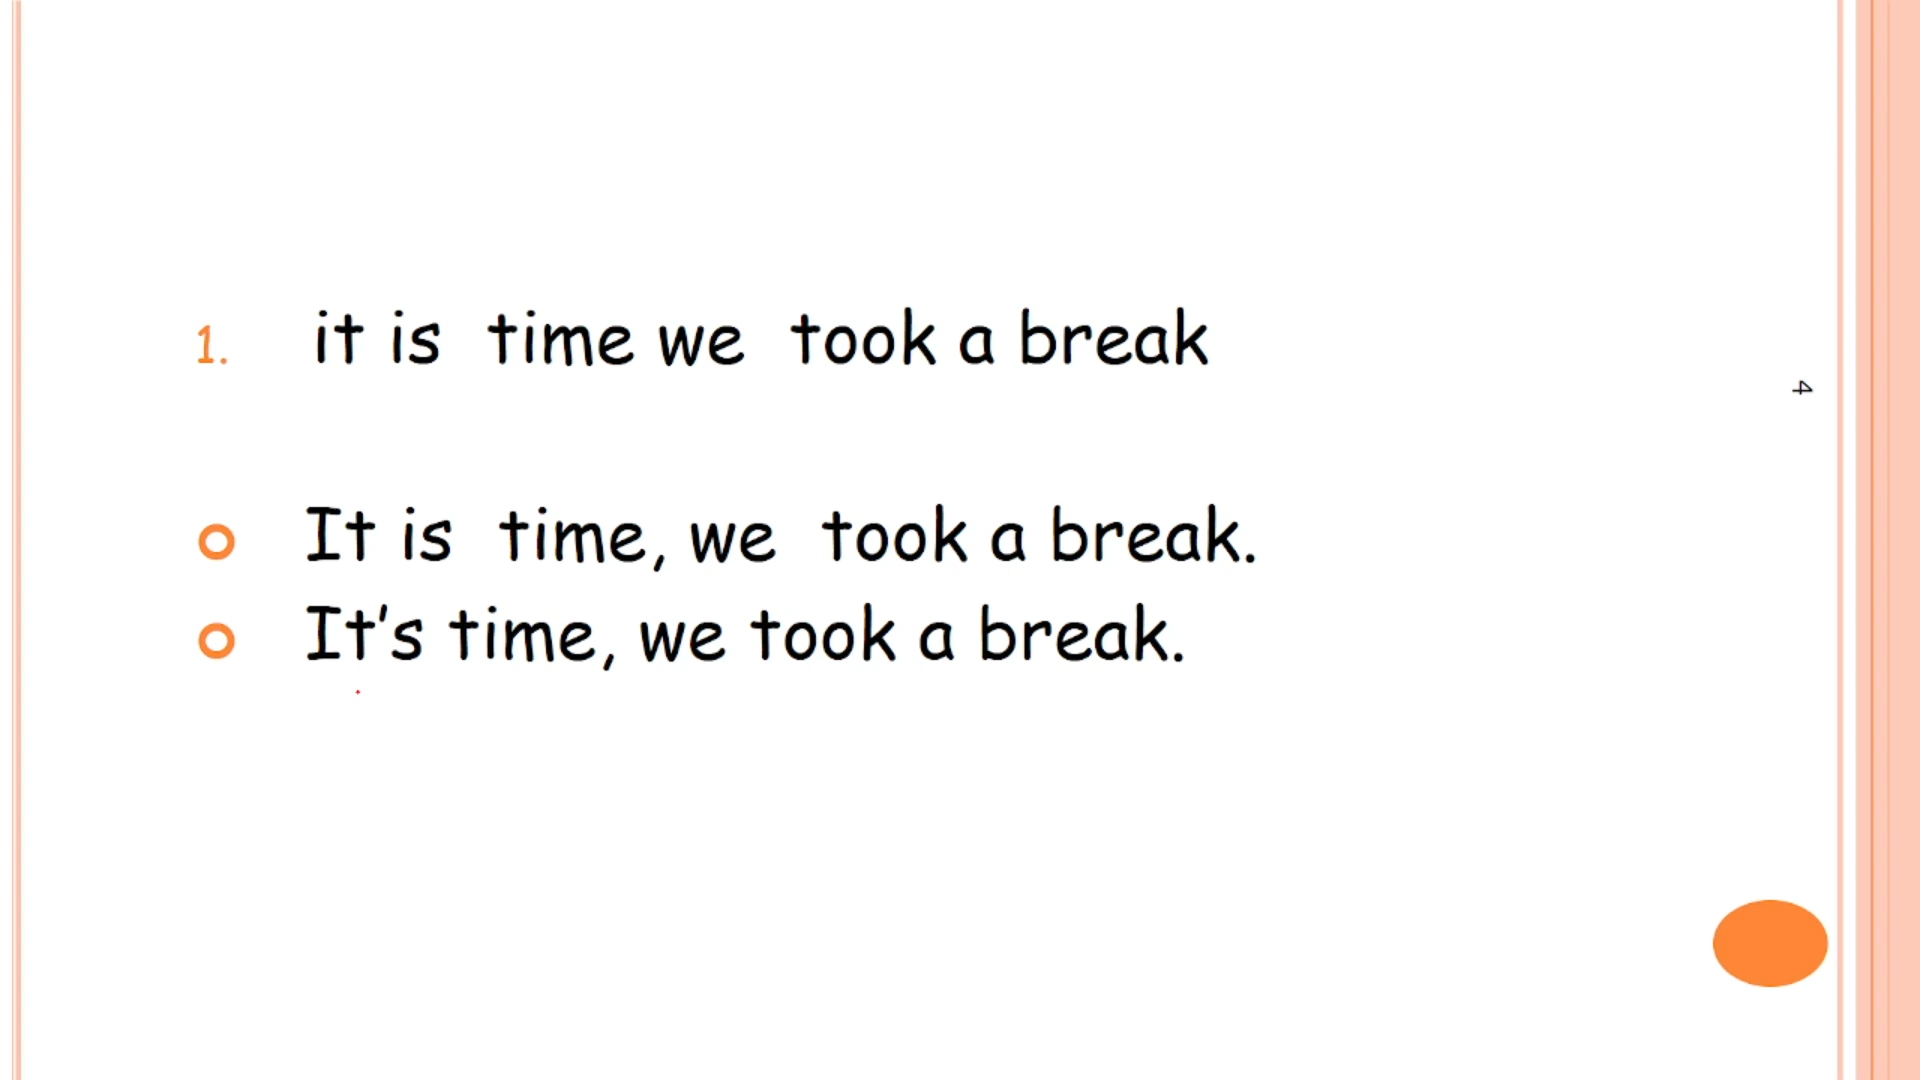 1. it is time we took a break
4
It is time, we took a break.
It's time, we took a break.